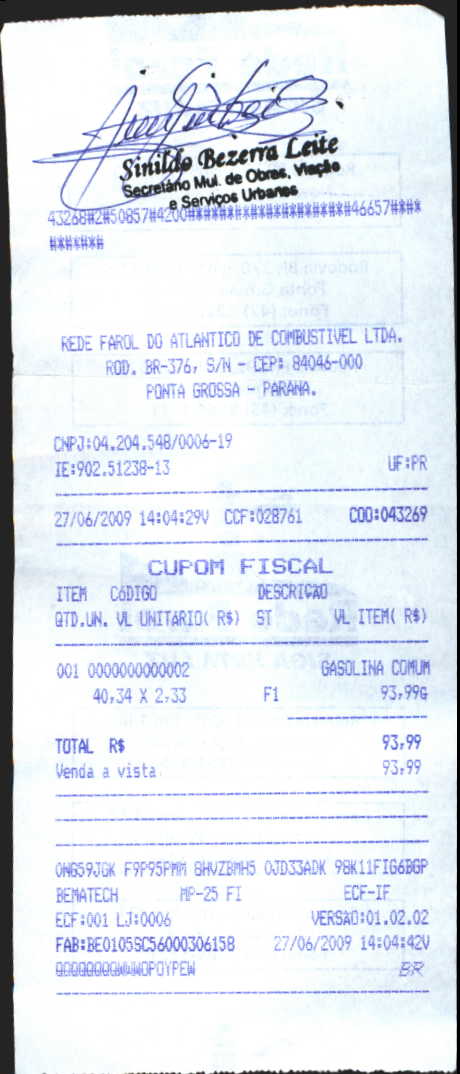 Sinildo Bezerra Leite
Secretário Mul. de Obras, Viação
e Serviços Urbanos
43268#2#50857#4200#################46657####
#######
REDE FAROL DO ATLANTICO DE COMBUSTIVEL LTDA.
ROD. BR-376, S/N - CEP: 84046-000
PONTA GROSSA - PARANA.
CNPJ:04.204.548/0006-19
IE:902.51238-13 UF:PR
27/06/2009 14:04:29V CCF:028761 COO:043269
CUPOM FISCAL
ITEM CóDIGO DESCRIÇÃO
QTD.UN. VL UNITARIO( R$) ST VL ITEM( R$)
001 0000000000002 GASOLINA COMUM
40,34 X 2,33 F1 93,99G
TOTAL R$ 93,99
Venda a vista 93,99
0WG59JGK F9P95PMM 8HVZBMH5 OJD33ADK 98K11FIG6BGP
BEMATECH MP-25 FI ECF-IF
ECF:001 LJ:0006 VERSÃO:01.02.02
FAB:BE0105SC56000306158 27/06/2009 14:04:42V
QQQQQQQQWWWOPOYPEW BR